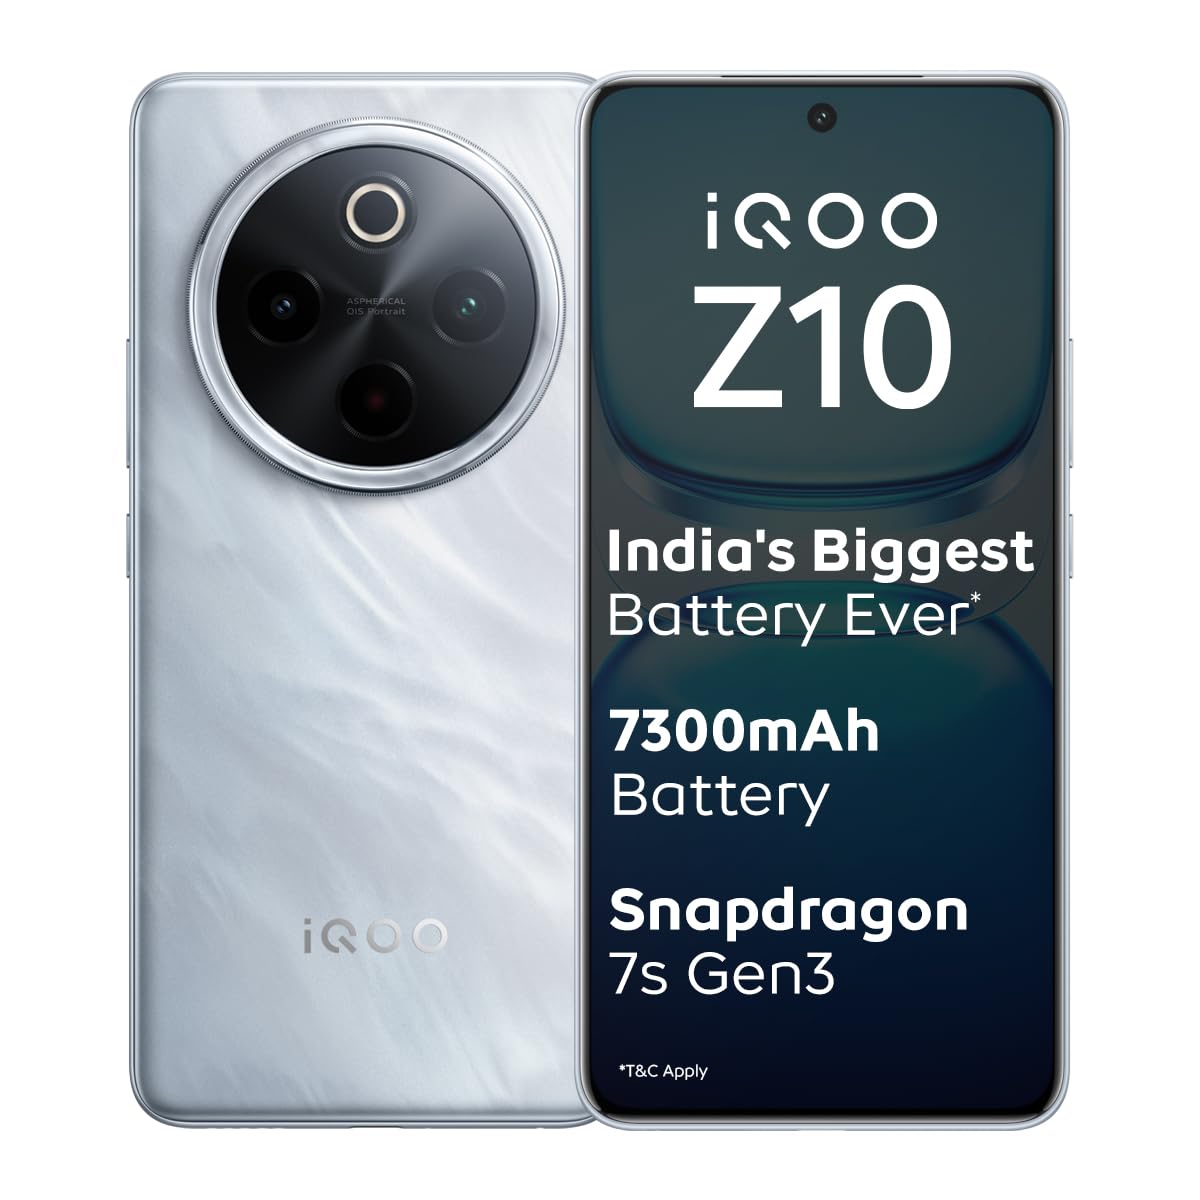 ASPHERICAL
OIS Portrait
iQOO
iQOO
Z10
India's Biggest
Battery Ever*
7300mAh
Battery
Snapdragon
7s Gen3
*T&C Apply